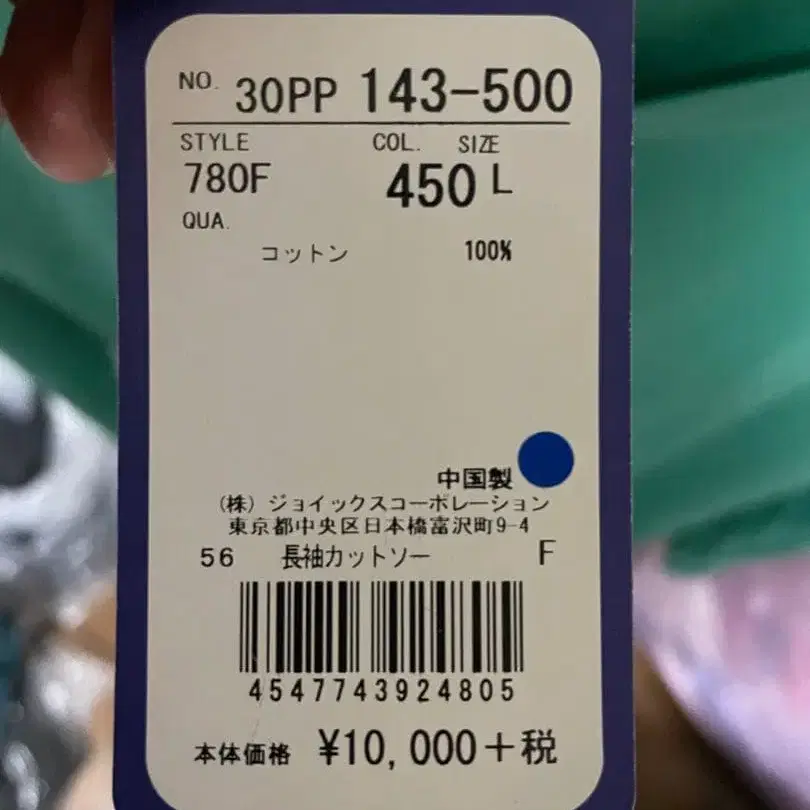 NO. 30PP 143-500
STYLE COL. SIZE
780F 450 L
QUA.
コットン 100%
中国製
(株) ジョイックスコーポレーション
東京都中央区日本橋富沢町9-4
56 長袖カットソー F
4547743924805
本体価格 ¥10,000+税